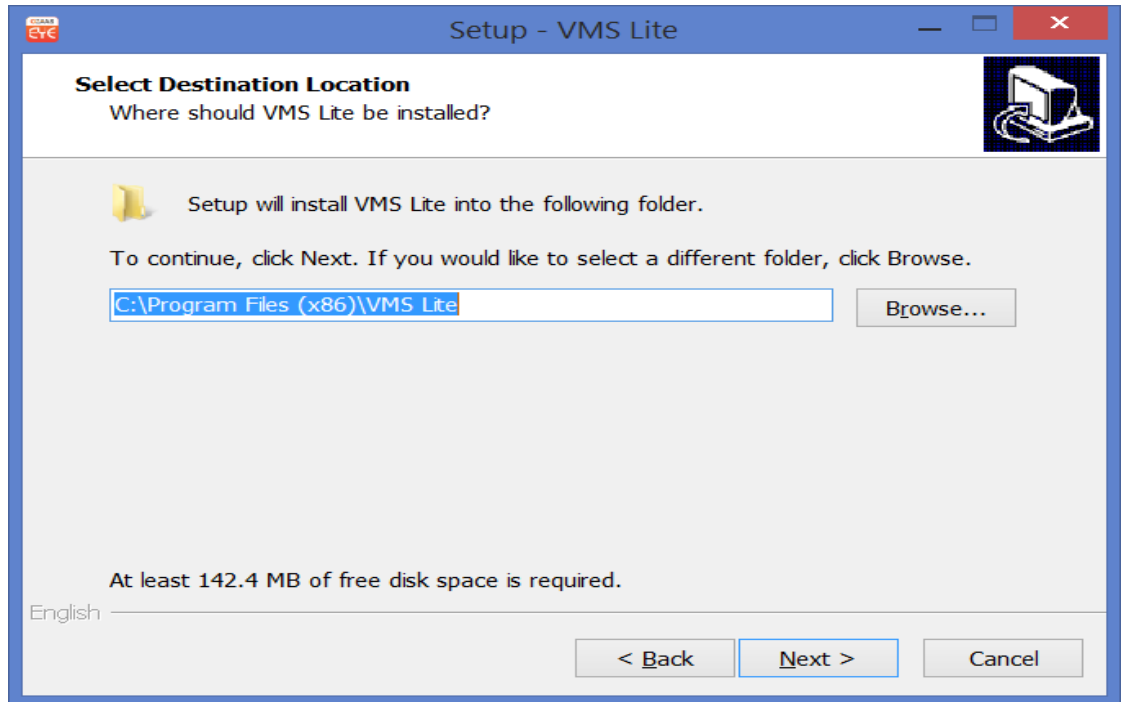 EYE
Setup - VMS Lite
Select Destination Location
Where should VMS Lite be installed?
Setup will install VMS Lite into the following folder.
To continue, click Next. If you would like to select a different folder, click Browse.
C:\Program Files (x86)\VMS Lite
Browse...
At least 142.4 MB of free disk space is required.
English
< Back
Next >
Cancel